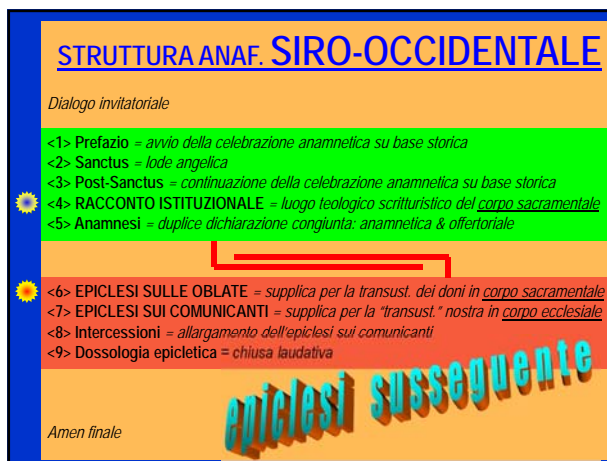 STRUTTURA ANAF. SIRO-OCCIDENTALE
Dialogo invitatoriale
<1> Prefazio = avvio della celebrazione anamnetica su base storica
<2> Sanctus = lode angelica
<3> Post-Sanctus = continuazione della celebrazione anamnetica su base storica
<4> RACCONTO ISTITUZIONALE = luogo teologico scritturistico del corpo sacramentale
<5> Anamnesi = duplice dichiarazione congiunta: anamnetica & offertoriale
<6> EPICLESI SULLE OBLATE = supplica per la transust. dei doni in corpo sacramentale
<7> EPICLESI SUI COMUNICANTI = supplica per la "transust." nostra in corpo ecclesiale
<8> Intercessioni = allargamento dell'epiclesi sui comunicanti
<9> Dossologia epicletica = chiusa laudativa
epiclesi susseguente
Amen finale